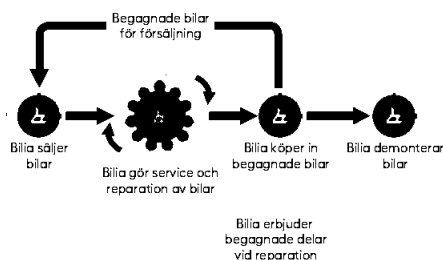 Begagnade bilar
för försäljning
Bilia säljer
bilar
Bilia gör service och
reparation av bilar
Bilia köper in
begagnade bilar
Bilia demonterar
bilar
Bilia erbjuder
begagnade delar
vid reparation